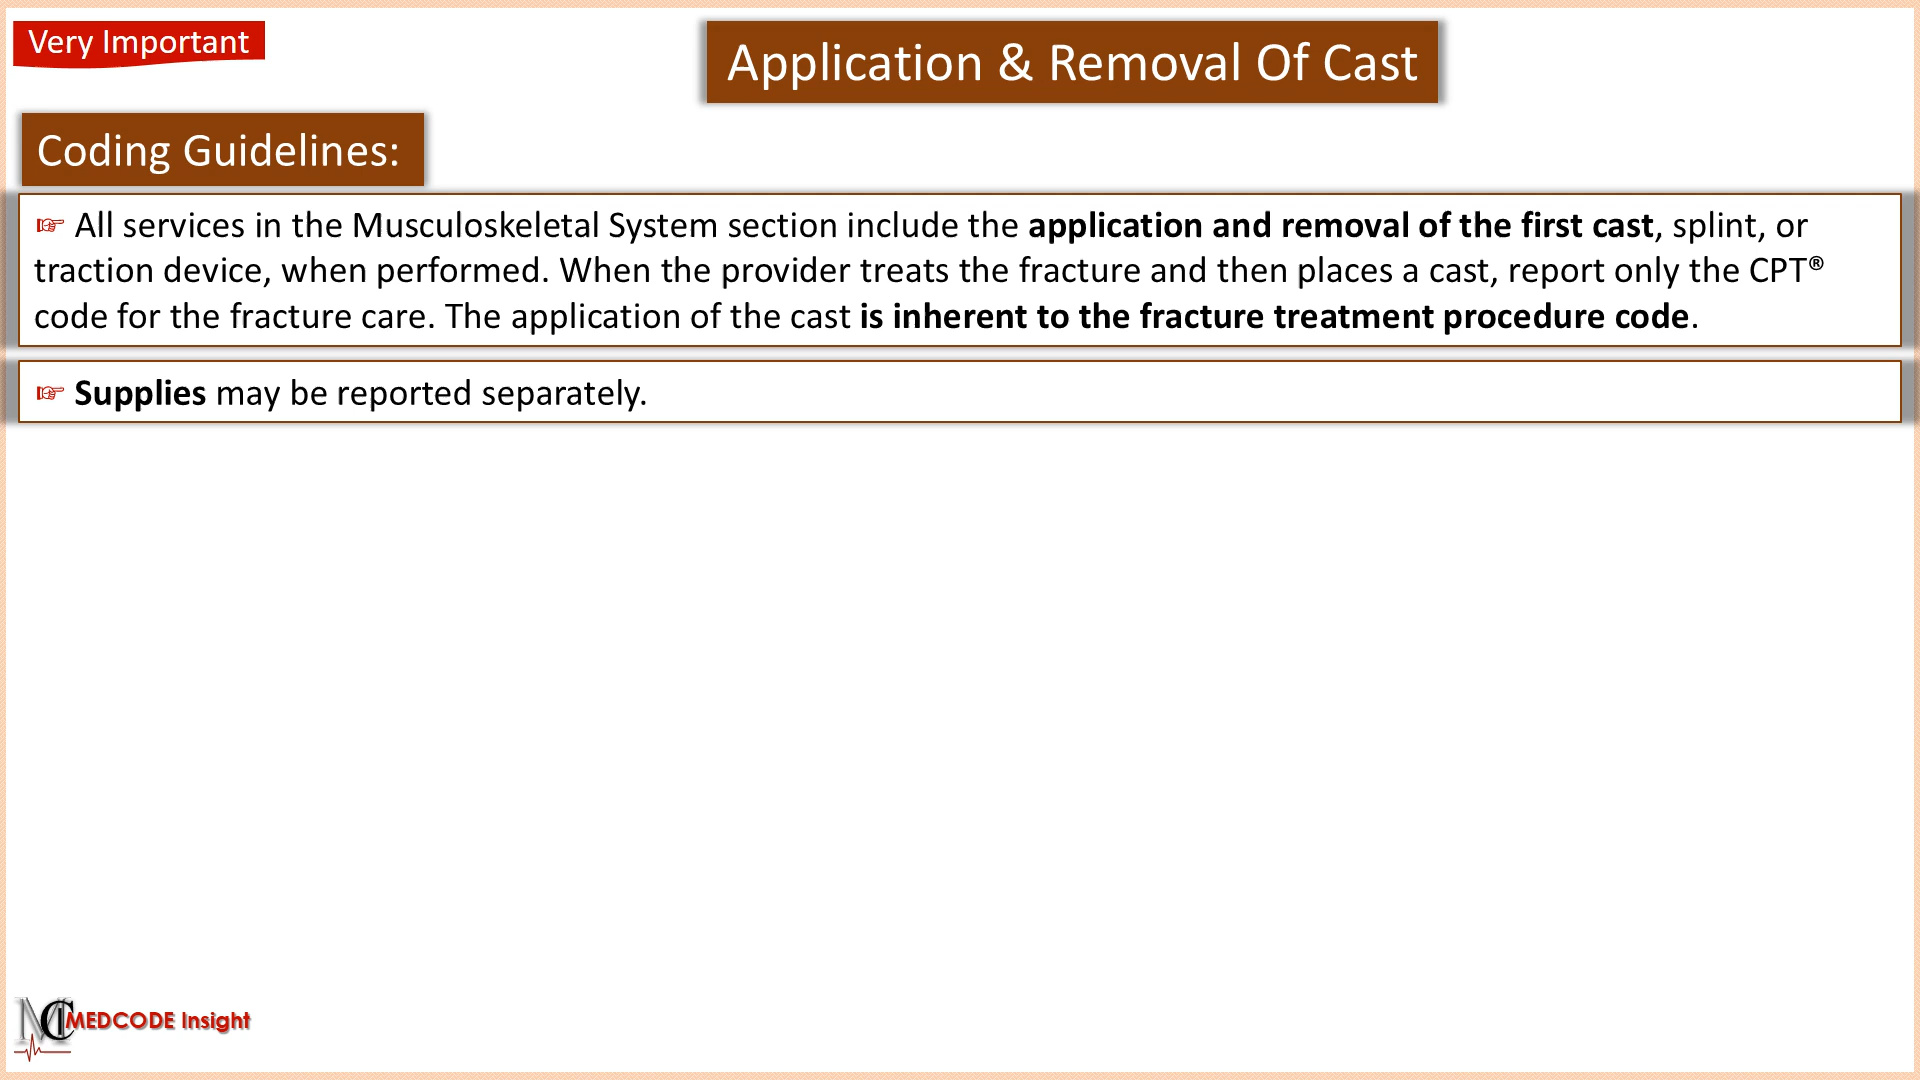 Very Important
Application & Removal Of Cast
Coding Guidelines:
☞ All services in the Musculoskeletal System section include the application and removal of the first cast, splint, or
traction device, when performed. When the provider treats the fracture and then places a cast, report only the CPT®
code for the fracture care. The application of the cast is inherent to the fracture treatment procedure code.
☞ Supplies may be reported separately.
MCI MEDCODE Insight